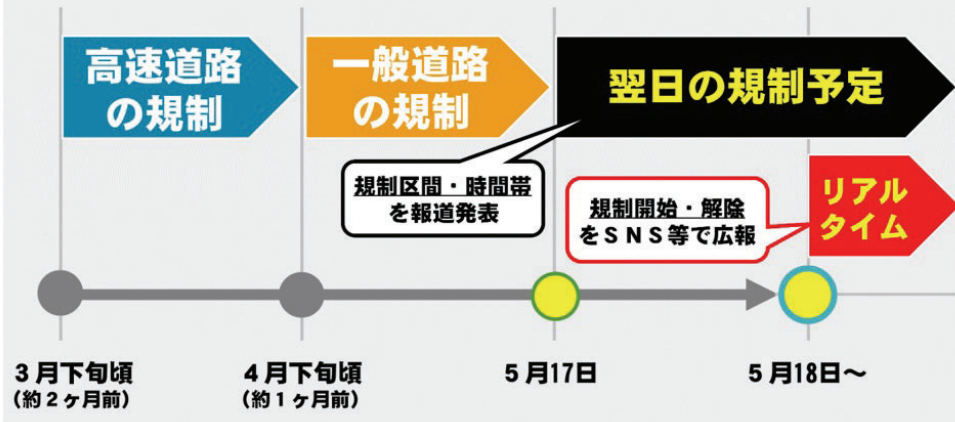 高速道路
の規制
一般道路
の規制
翌日の規制予定
規制区間・時間帯
を報道発表
規制開始・解除
をSNS等で広報
リアル
タイム
3月下旬頃
(約2ヶ月前)
4月下旬頃
(約1ヶ月前)
5月17日
5月18日〜